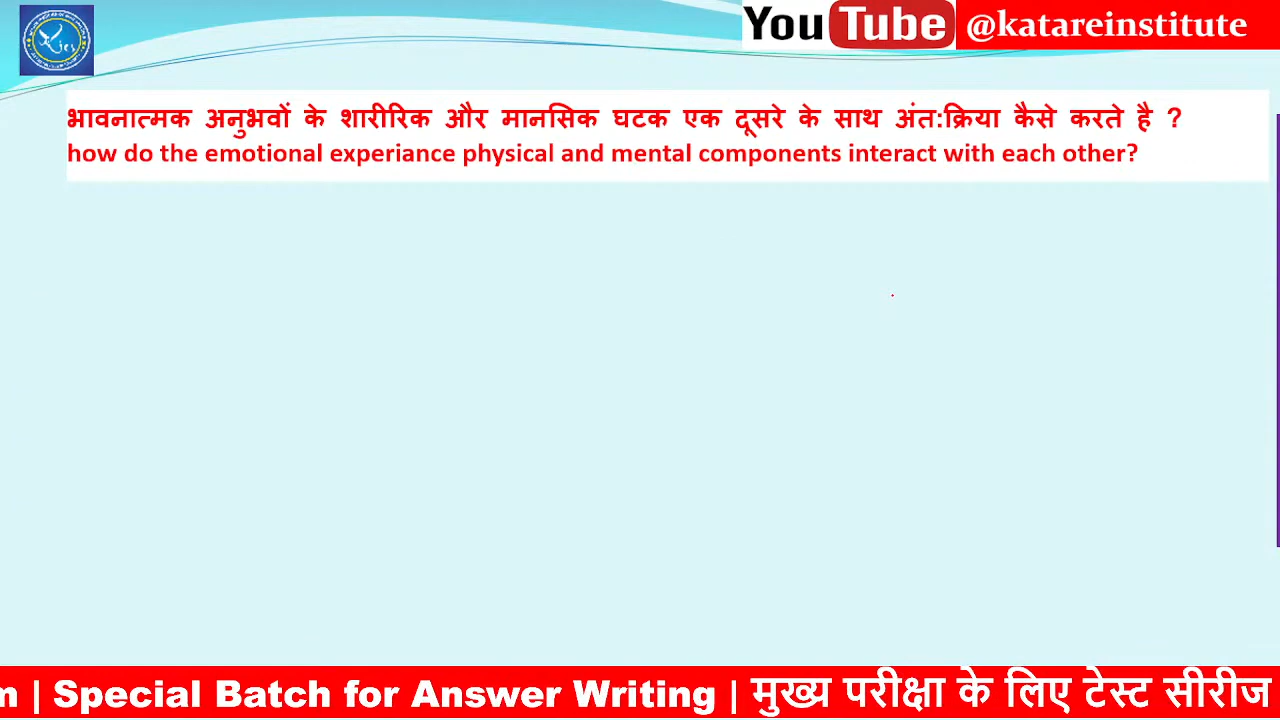 YouTube @katareinstitute
भावनात्मक अनुभवों के शारीरिक और मानसिक घटक एक दूसरे के साथ अंत:क्रिया कैसे करते है ?
how do the emotional experiance physical and mental components interact with each other?
m | Special Batch for Answer Writing | मुख्य परीक्षा के लिए टेस्ट सीरीज